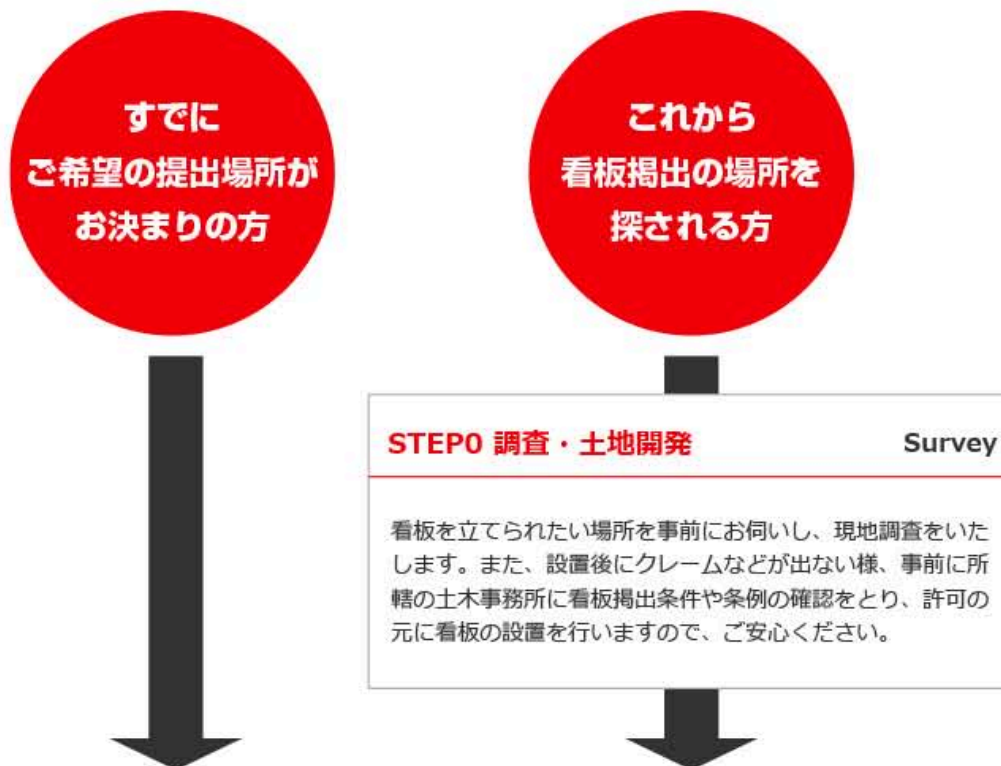 すでに
ご希望の提出場所が
お決まりの方
これから
看板掲出の場所を
探される方
STEP0 調査・土地開発 Survey
看板を立てられたい場所を事前にお伺いし、現地調査をいた
します。また、設置後にクレームなどが出ない様、事前に所
轄の土木事務所に看板掲出条件や条例の確認をとり、許可の
元に看板の設置を行いますので、ご安心ください。